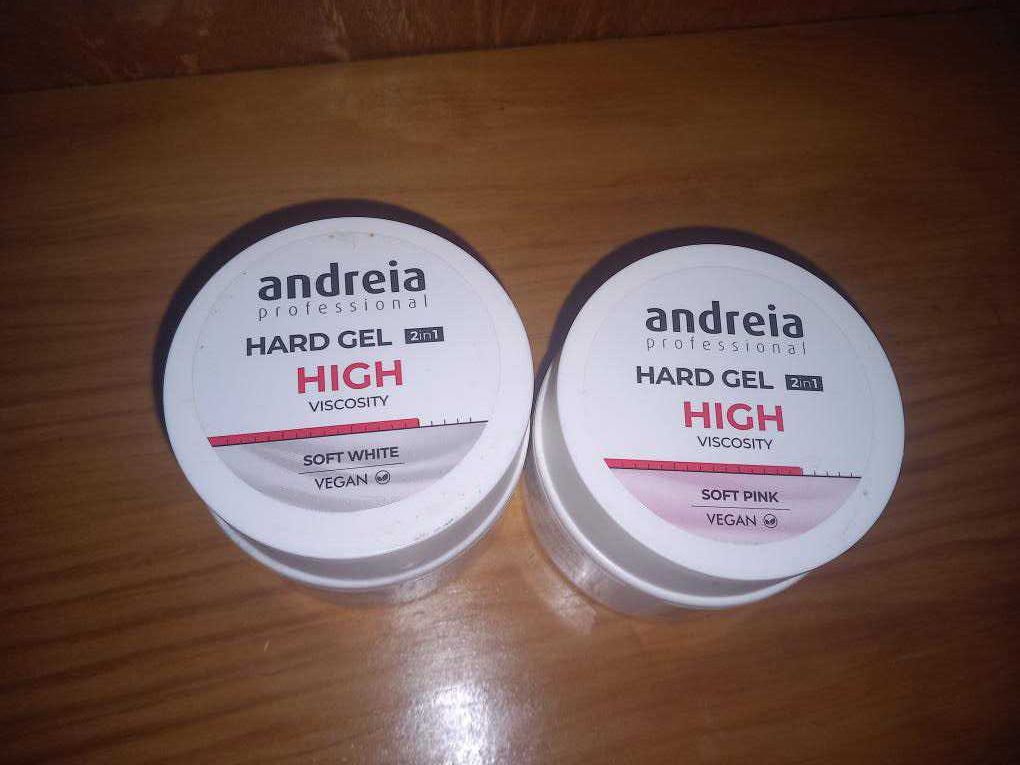 andreia
professional
HARD GEL 2in1
HIGH
VISCOSITY
SOFT WHITE
VEGAN
andreia
professional
HARD GEL 2in1
HIGH
VISCOSITY
SOFT PINK
VEGAN